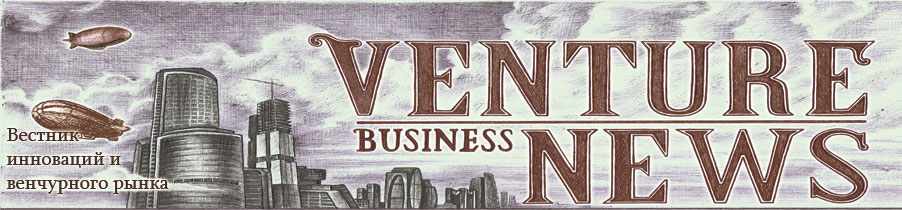 VENTURE
BUSINESS NEWS
Вестник
инноваций и
венчурного рынка